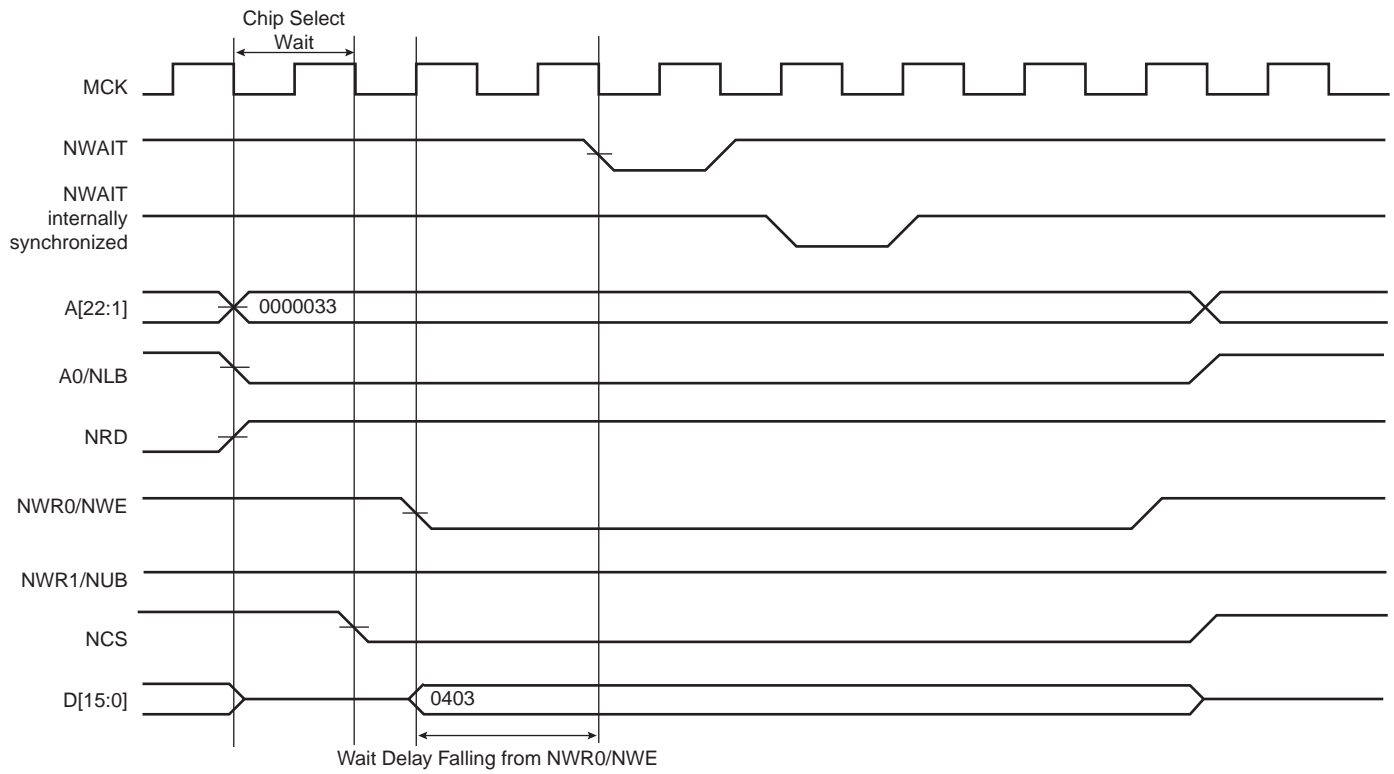 Chip Select
Wait
MCK
NWAIT
NWAIT
internally
synchronized
A[22:1]
0000033
A0/NLB
NRD
NWR0/NWE
NWR1/NUB
NCS
D[15:0]
0403
Wait Delay Falling from NWR0/NWE